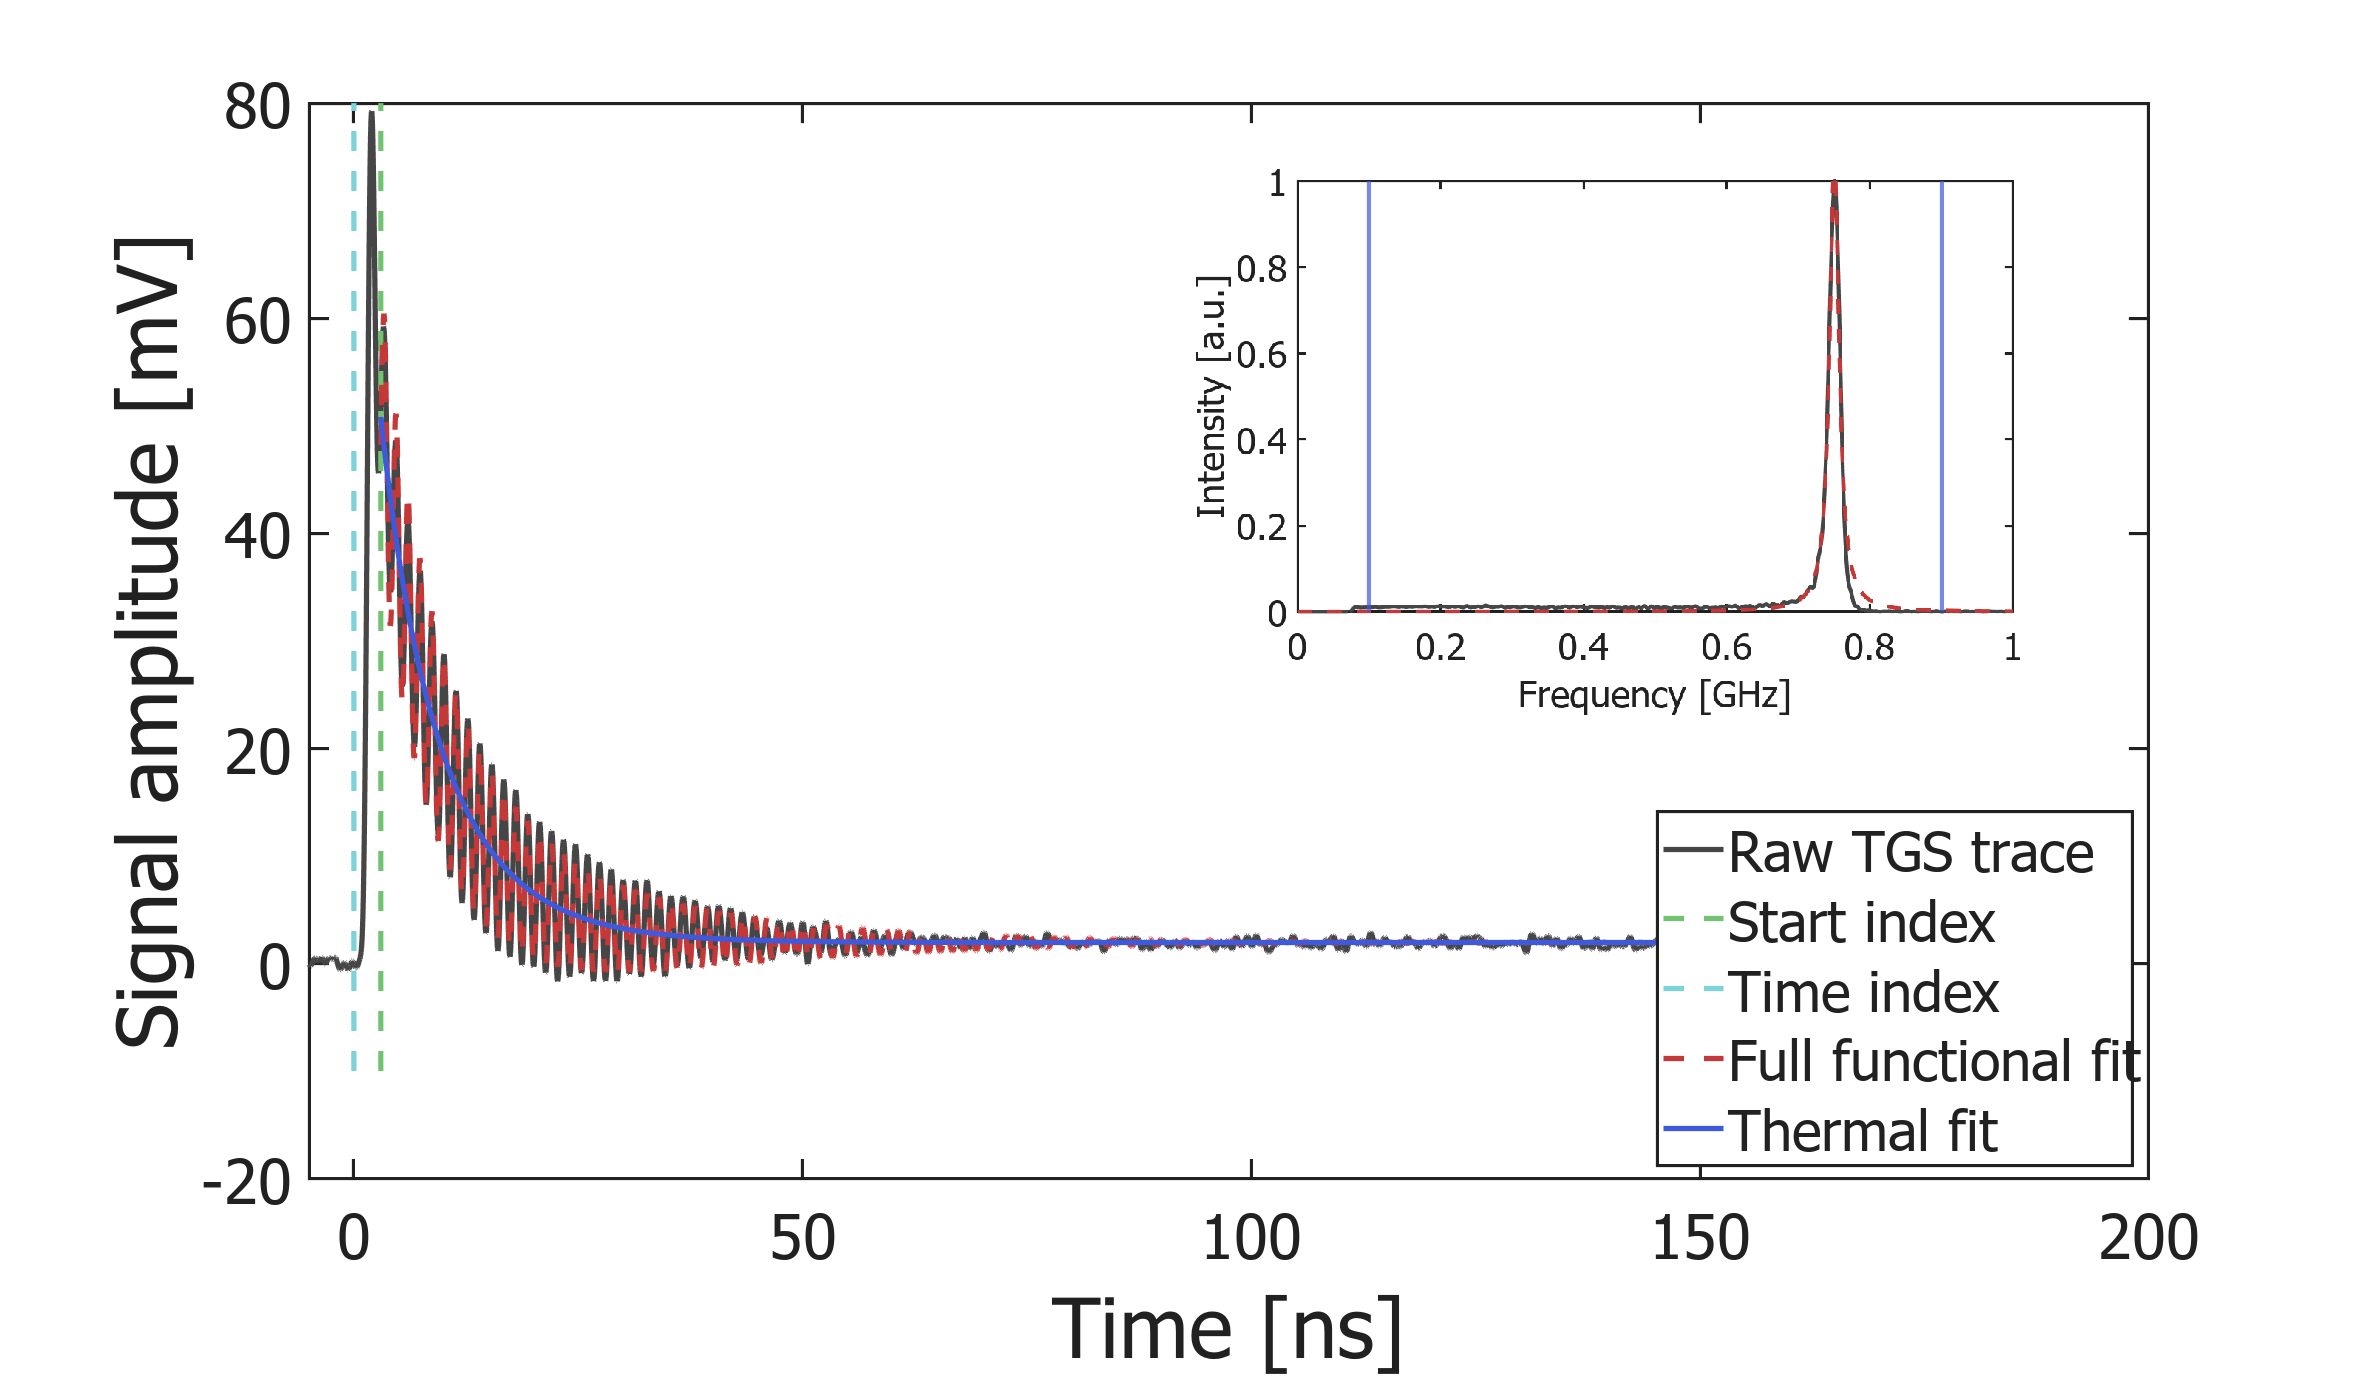 Signal amplitude [mV]
80
60
40
20
0
-20
0
50
100
150
200
Time [ns]
Intensity [a.u.]
1
0.8
0.6
0.4
0.2
0
0
0.2
0.4
0.6
0.8
1
Frequency [GHz]
Raw TGS trace
Start index
Time index
Full functional fit
Thermal fit